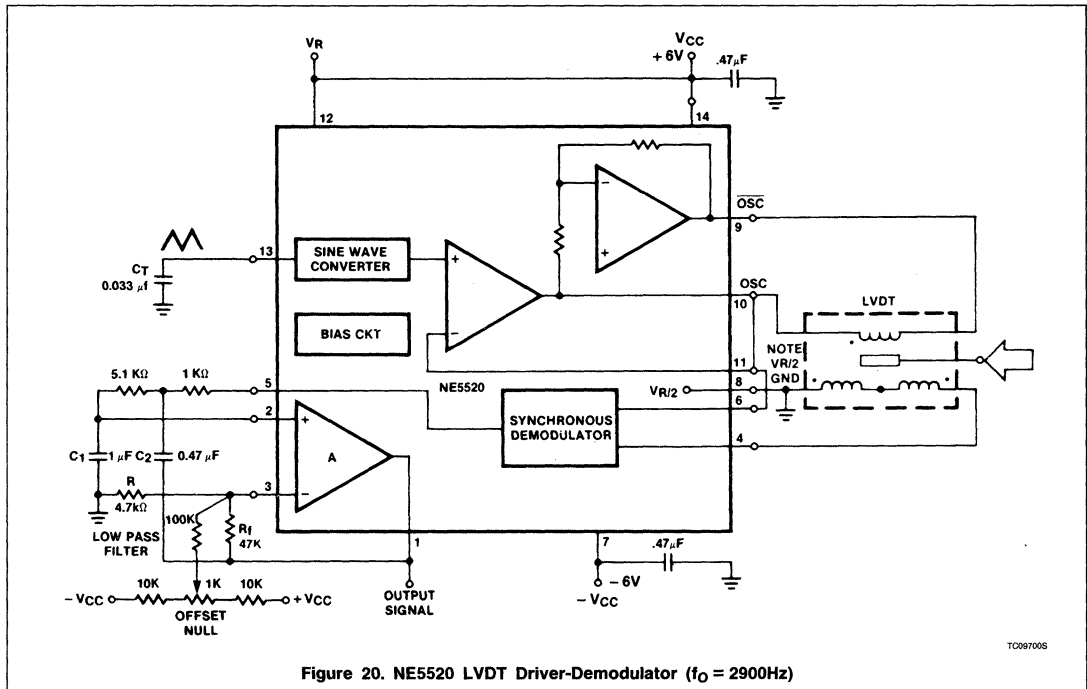 VR
VCC
+ 6V
.47μF
12
14
OSC
9
13
SINE WAVE
CONVERTER
CT
0.033 μf
+
−
−
+
OSC
10
LVDT
BIAS CKT
11
NOTE
VR/2
GND
5.1 KΩ
1 KΩ
5
NE5520
VR/2
8
6
2
SYNCHRONOUS
DEMODULATOR
4
+
A
−
C1
1 μF
C2
0.47 μF
R
4.7kΩ
3
100K
Rf
47K
LOW PASS
FILTER
1
7
.47μF
− 6V
− VCC
− VCC
10K
1K
10K
+ VCC
OFFSET
NULL
OUTPUT
SIGNAL
TC09700S
Figure 20. NE5520 LVDT Driver-Demodulator (fO = 2900Hz)